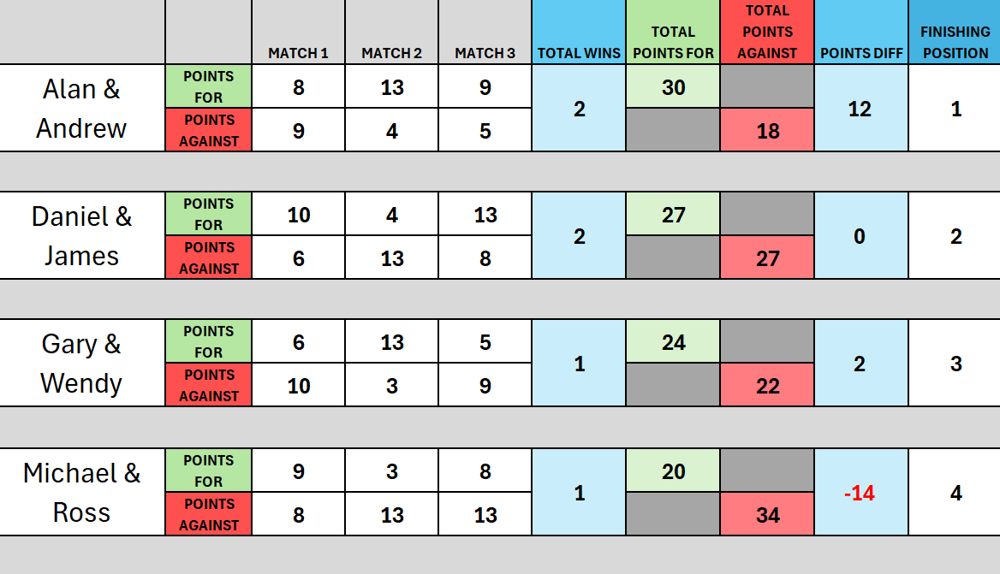 MATCH 1 MATCH 2 MATCH 3 TOTAL WINS TOTAL POINTS FOR TOTAL POINTS AGAINST POINTS DIFF FINISHING POSITION
Alan & Andrew
POINTS FOR 8 13 9 2 30 12 1
POINTS AGAINST 9 4 5 18
Daniel & James
POINTS FOR 10 4 13 2 27 0 2
POINTS AGAINST 6 13 8 27
Gary & Wendy
POINTS FOR 6 13 5 1 24 2 3
POINTS AGAINST 10 3 9 22
Michael & Ross
POINTS FOR 9 3 8 1 20 -14 4
POINTS AGAINST 8 13 13 34